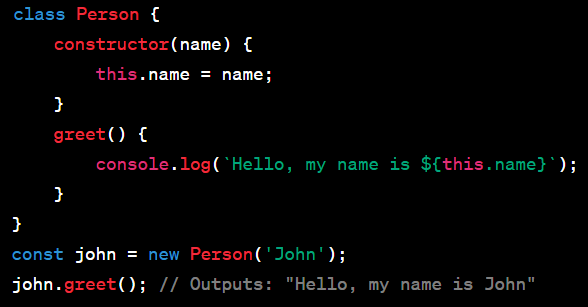 class Person {
    constructor(name) {
        this.name = name;
    }
    greet() {
        console.log(`Hello, my name is ${this.name}`);
    }
}
const john = new Person('John');
john.greet(); // Outputs: "Hello, my name is John"